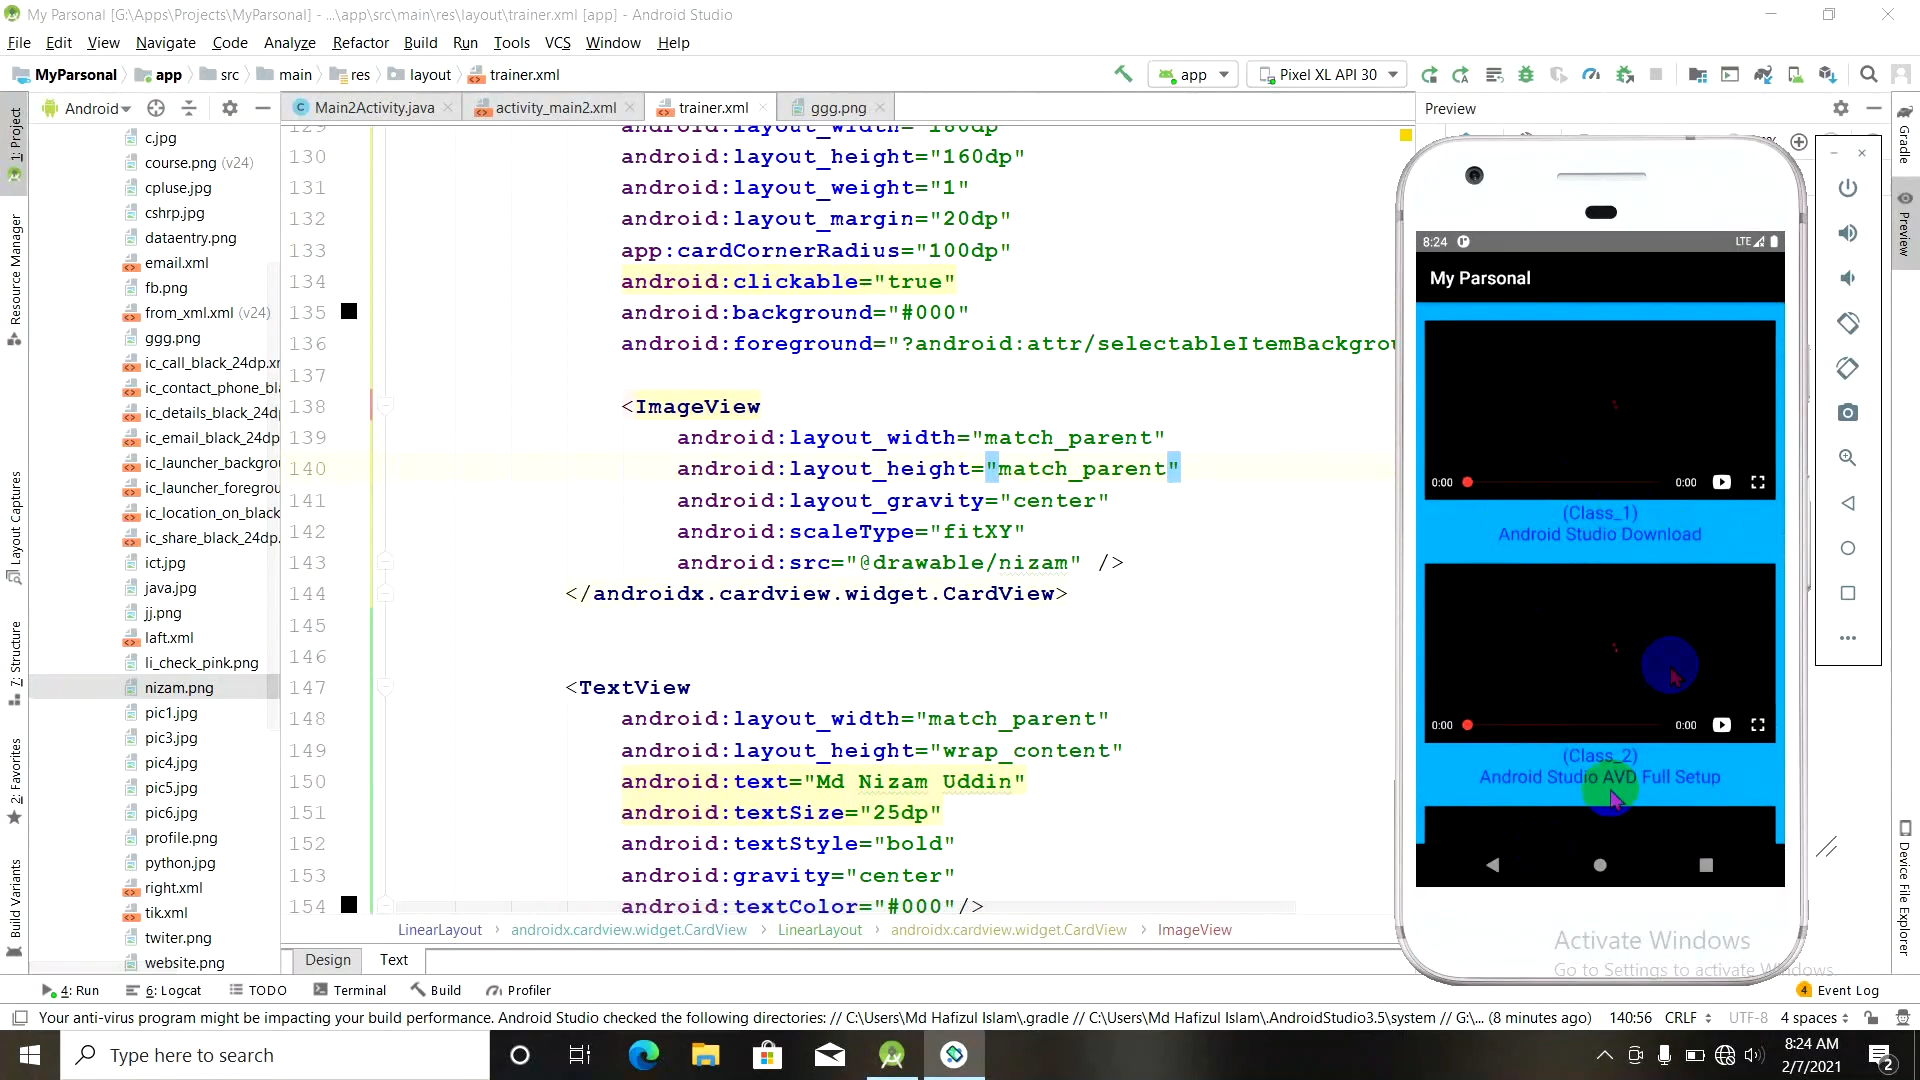 My Parsonal [G:\Apps\Projects\MyParsonal] - ...\app\src\main\res\layout\trainer.xml [app] - Android Studio
File Edit View Navigate Code Analyze Refactor Build Run Tools VCS Window Help
MyParsonal app src main res layout trainer.xml
app Pixel XL API 30
Android
Main2Activity.java activity_main2.xml trainer.xml ggg.png
Preview
1: Project
Resource Manager
Layout Captures
7: Structure
2: Favorites
Build Variants
c.jpg
course.png (v24)
cpluse.jpg
cshrp.jpg
dataentry.png
email.xml
fb.png
from_xml.xml (v24)
ggg.png
ic_call_black_24dp.xm
ic_contact_phone_bla
ic_details_black_24dp
ic_email_black_24dp
ic_launcher_backgrou
ic_launcher_foregrou
ic_location_on_black
ic_share_black_24dp.
ict.jpg
java.jpg
jj.png
laft.xml
li_check_pink.png
nizam.png
pic1.jpg
pic3.jpg
pic4.jpg
pic5.jpg
pic6.jpg
profile.png
python.jpg
right.xml
tik.xml
twiter.png
website.png
129 android:layout_width="180dp"
130 android:layout_height="160dp"
131 android:layout_weight="1"
132 android:layout_margin="20dp"
133 app:cardCornerRadius="100dp"
134 android:clickable="true"
135 android:background="#000"
136 android:foreground="?android:attr/selectableItemBackgrou
137
138 <ImageView
139 android:layout_width="match_parent"
140 android:layout_height="match_parent"
141 android:layout_gravity="center"
142 android:scaleType="fitXY"
143 android:src="@drawable/nizam" />
144 </androidx.cardview.widget.CardView>
145
146
147 <TextView
148 android:layout_width="match_parent"
149 android:layout_height="wrap_content"
150 android:text="Md Nizam Uddin"
151 android:textSize="25dp"
152 android:textStyle="bold"
153 android:gravity="center"
154 android:textColor="#000"/>
LinearLayout androidx.cardview.widget.CardView LinearLayout androidx.cardview.widget.CardView ImageView
Design Text
8:24 LTE
My Parsonal
0:00 0:00
(Class_1)
Android Studio Download
0:00 0:00
(Class_2)
Android Studio AVD Full Setup
Gradle
Preview
Device File Explorer
Activate Windows
Go to Settings to activate Windows.
4: Run 6: Logcat TODO Terminal Build Profiler
4 Event Log
Your anti-virus program might be impacting your build performance. Android Studio checked the following directories: // C:\Users\Md Hafizul Islam\.gradle // C:\Users\Md Hafizul Islam\.AndroidStudio3.5\system // G:\... (8 minutes ago) 140:56 CRLF UTF-8 4 spaces
Type here to search
8:24 AM
2/7/2021
2